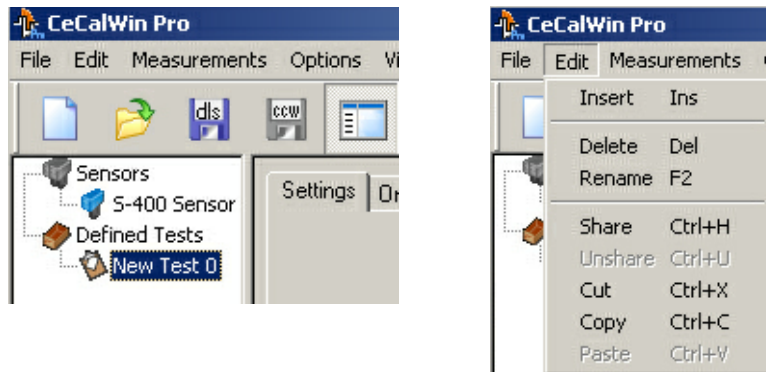 CeCalWin Pro
File Edit Measurements Options Vi
dls
ccw
Sensors
S-400 Sensor
Defined Tests
New Test 0
Settings Or
CeCalWin Pro
File Edit Measurements
Insert Ins
Delete Del
Rename F2
Share Ctrl+H
Unshare Ctrl+U
Cut Ctrl+X
Copy Ctrl+C
Paste Ctrl+V